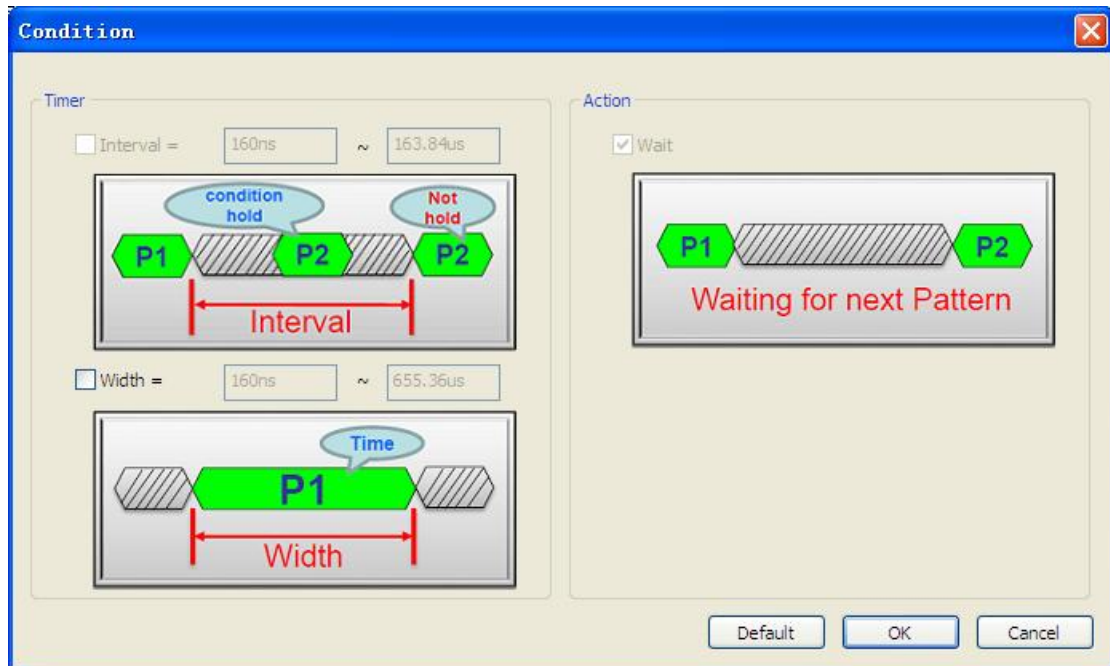 Condition
Timer
Interval =
160ns
~
163.84us
condition
hold
Not
hold
P1
P2
P2
Interval
Width =
160ns
~
655.36us
Time
P1
Width
Action
Wait
P1
P2
Waiting for next Pattern
Default
OK
Cancel